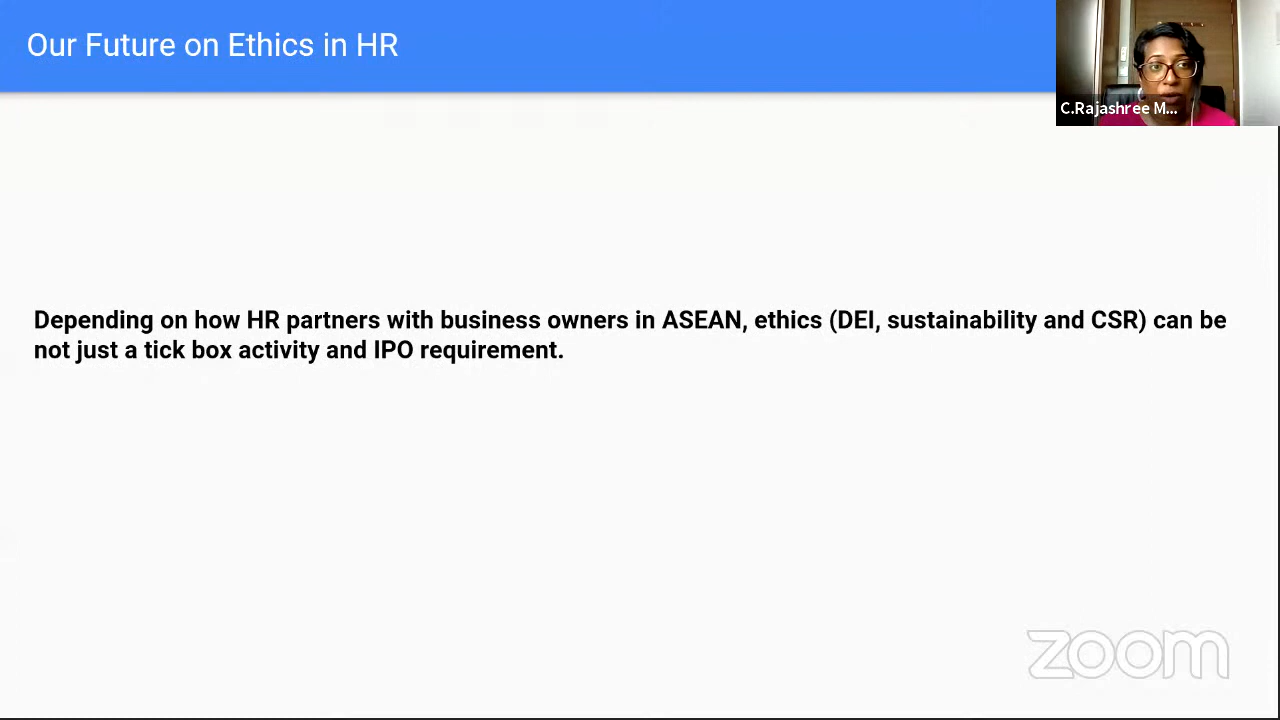 Our Future on Ethics in HR
C.Rajashree M...
Depending on how HR partners with business owners in ASEAN, ethics (DEI, sustainability and CSR) can be
not just a tick box activity and IPO requirement.
zoom